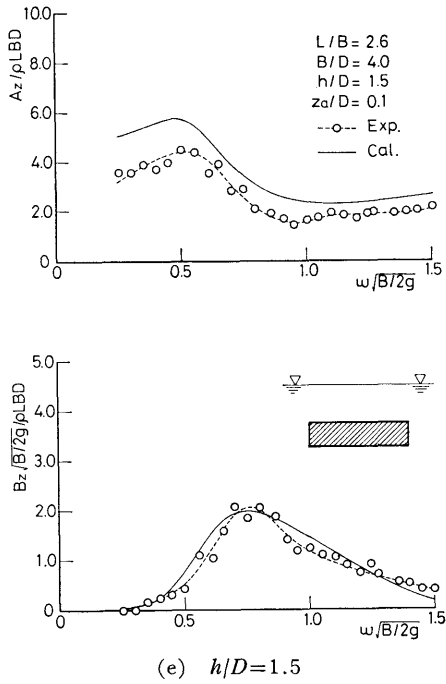 10.0
8.0
6.0
4.0
2.0
0
Az/ρLBD
L/B = 2.6
B/D = 4.0
h/D = 1.5
za/D = 0.1
--o-- Exp.
—— Cal.
0
0.5
1.0
1.5
ω√B/2g
5.0
4.0
3.0
2.0
1.0
0
Bz√B/2g/ρLBD
0
0.5
1.0
1.5
ω√B/2g
(e) h/D=1.5